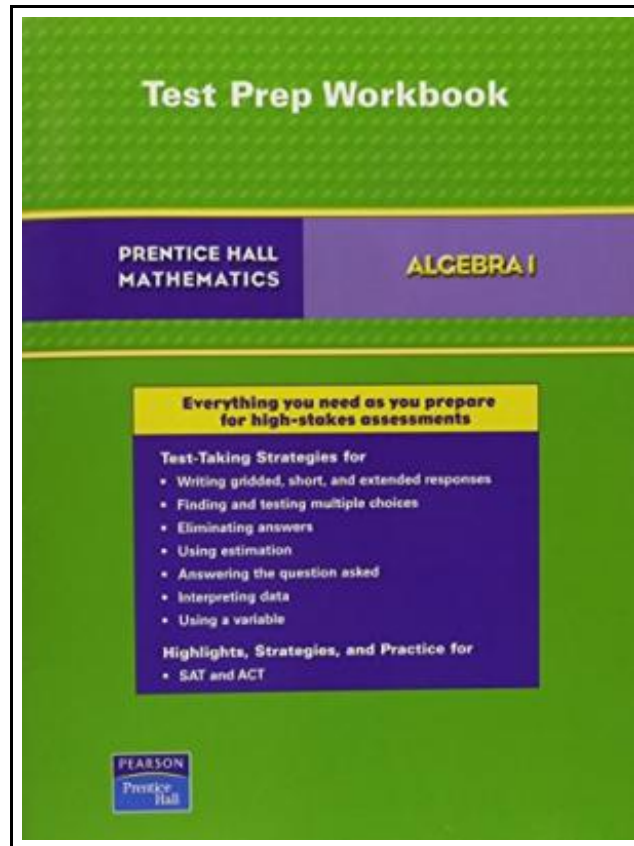 Test Prep Workbook
PRENTICE HALL
MATHEMATICS
ALGEBRA 1
Everything you need as you prepare
for high-stakes assessments
Test-Taking Strategies for
• Writing gridded, short, and extended responses
• Finding and testing multiple choices
• Eliminating answers
• Using estimation
• Answering the question asked
• Interpreting data
• Using a variable
Highlights, Strategies, and Practice for
• SAT and ACT
PEARSON
Prentice
Hall